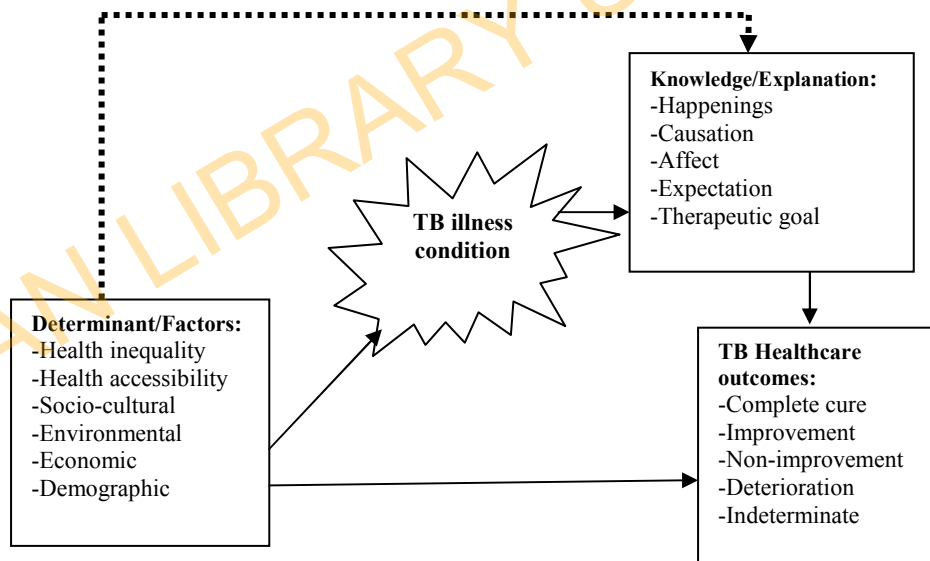 AN LIBRARY
Knowledge/Explanation:
-Happenings
-Causation
-Affect
-Expectation
-Therapeutic goal
TB illness
condition
Determinant/Factors:
-Health inequality
-Health accessibility
-Socio-cultural
-Environmental
-Economic
-Demographic
TB Healthcare
outcomes:
-Complete cure
-Improvement
-Non-improvement
-Deterioration
-Indeterminate